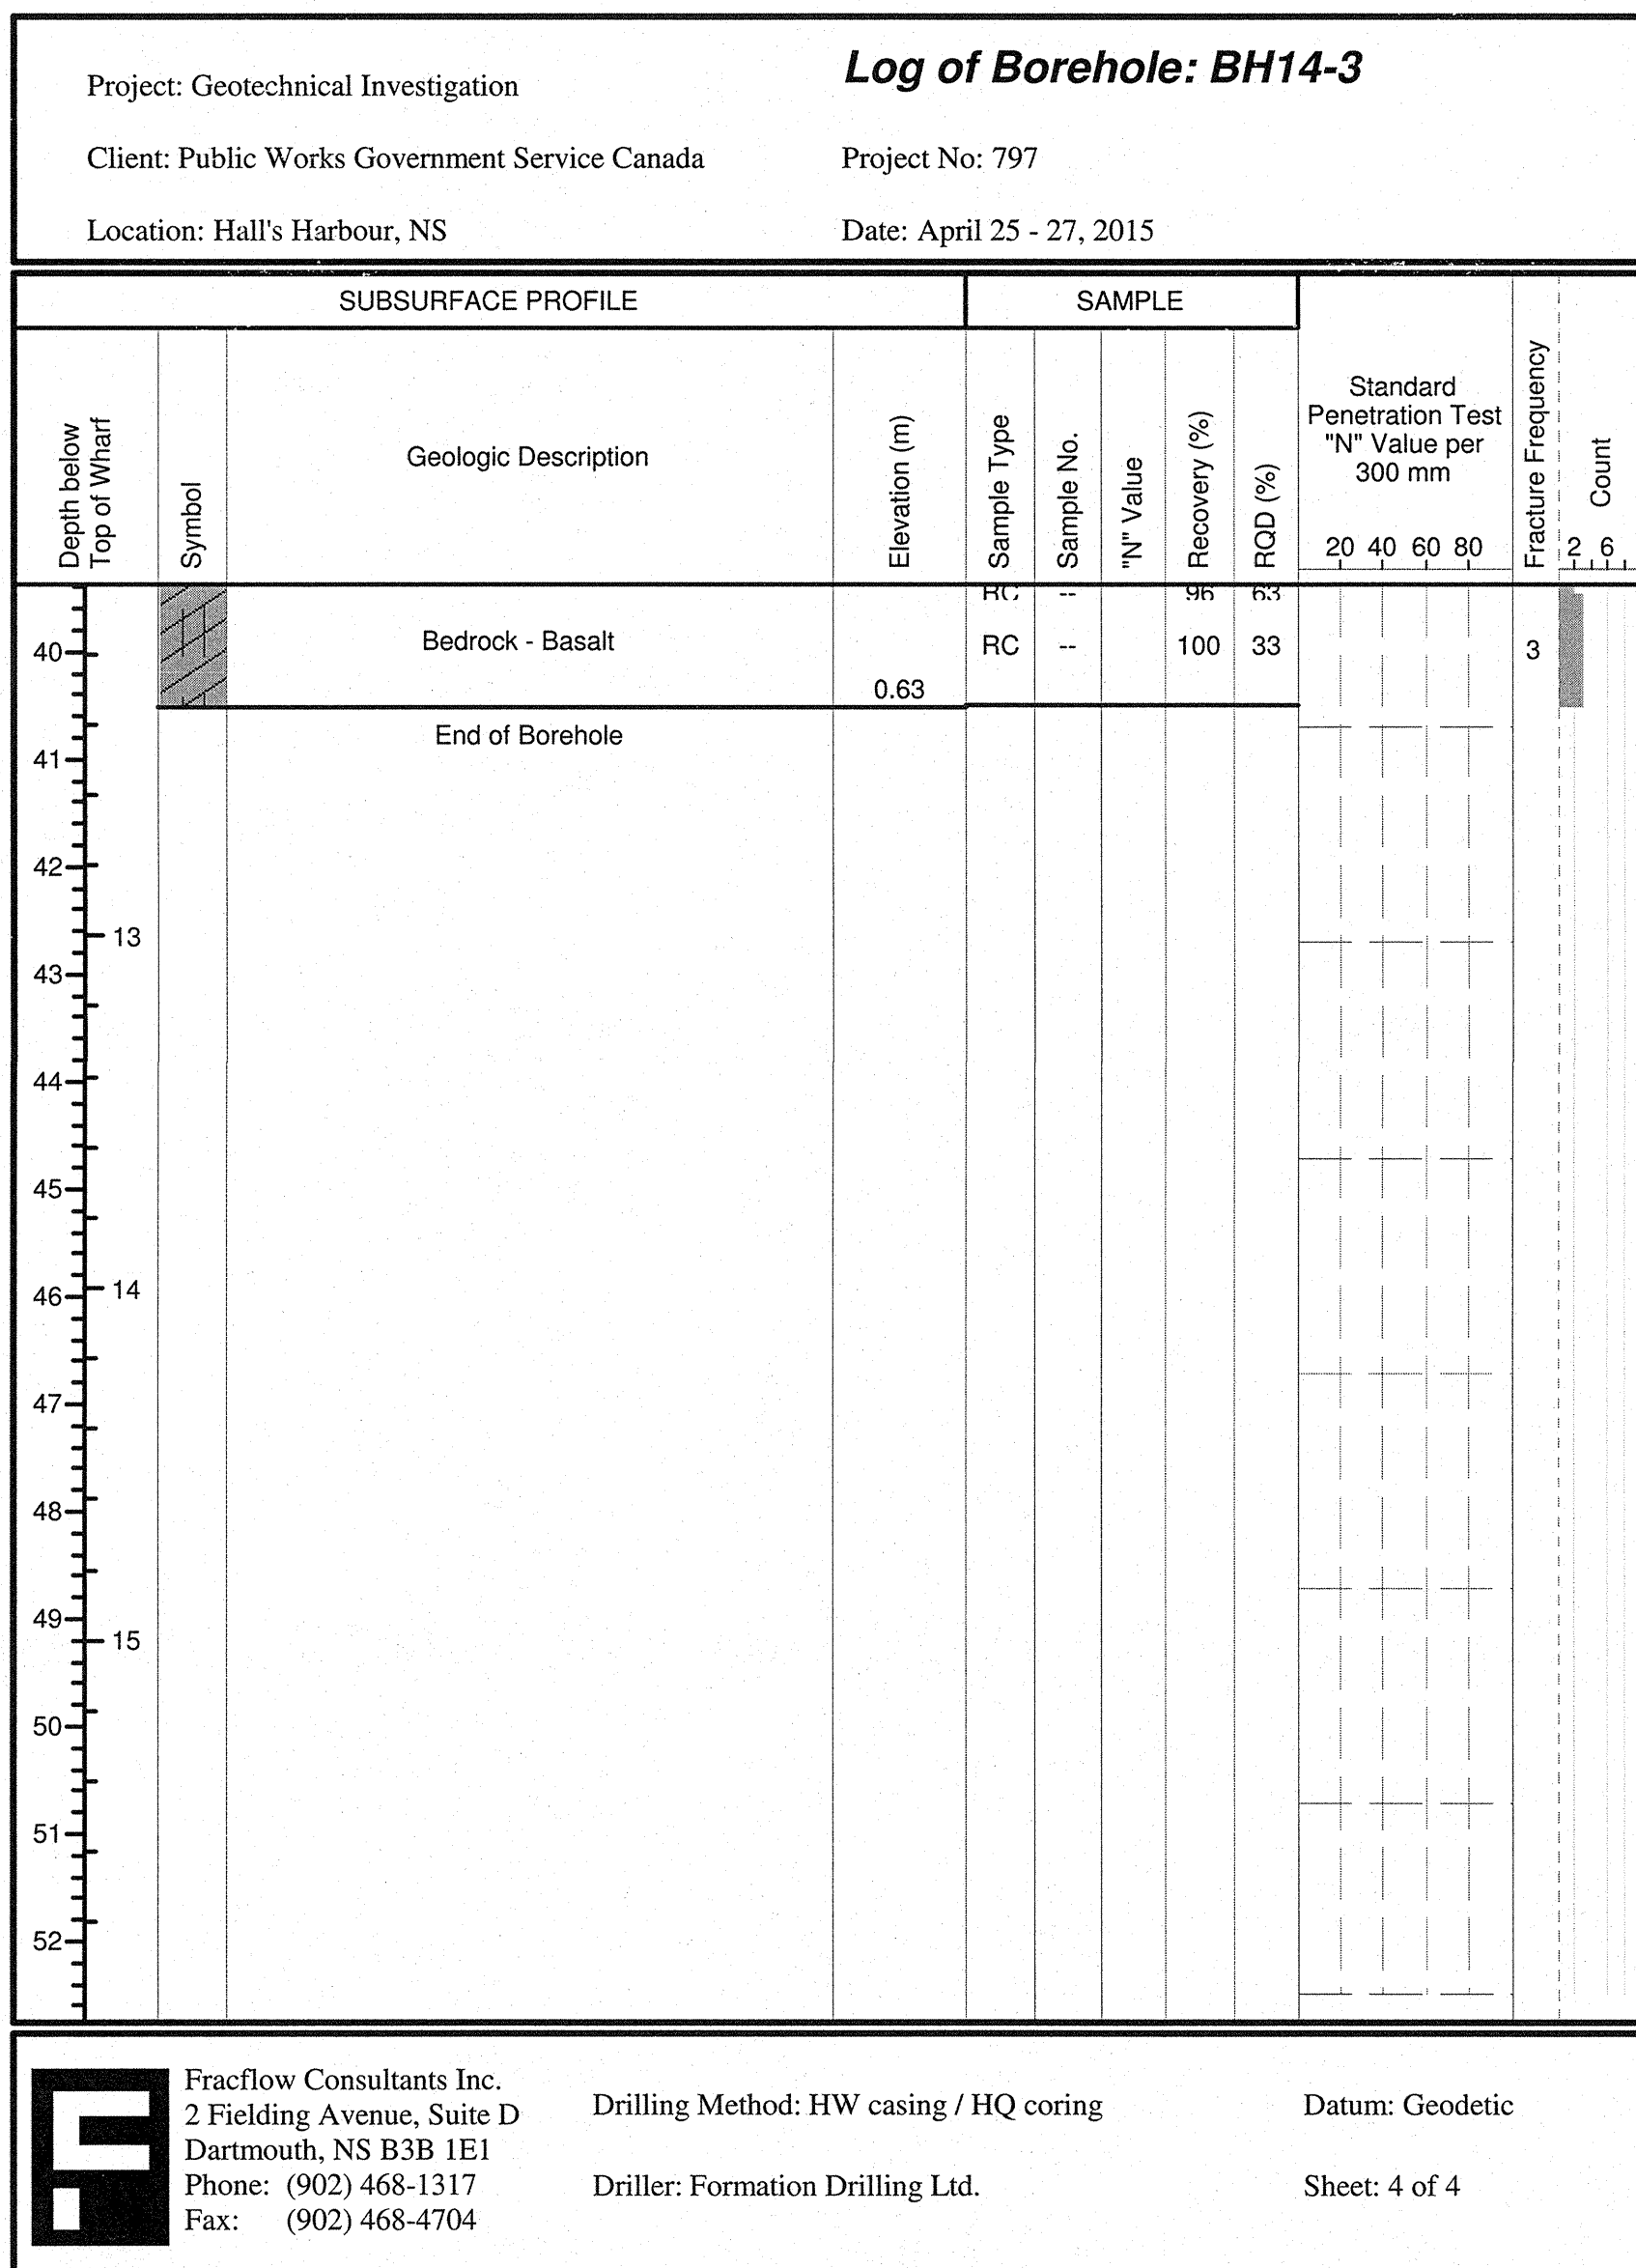 Project: Geotechnical Investigation
Log of Borehole: BH14-3
Client: Public Works Government Service Canada
Project No: 797
Location: Hall's Harbour, NS
Date: April 25 - 27, 2015
SUBSURFACE PROFILE
SAMPLE
Depth below
Top of Wharf
Symbol
Geologic Description
Elevation (m)
Sample Type
Sample No.
"N" Value
Recovery (%)
RQD (%)
Standard
Penetration Test
"N" Value per
300 mm
20 40 60 80
Fracture Frequency
Count
2 6
RC -- 96 63
40
Bedrock - Basalt
RC -- 100 33
3
0.63
End of Borehole
41
42
13
43
44
45
46
14
47
48
49
15
50
51
52
Fracflow Consultants Inc.
2 Fielding Avenue, Suite D
Dartmouth, NS B3B 1E1
Phone: (902) 468-1317
Fax: (902) 468-4704
Drilling Method: HW casing / HQ coring
Driller: Formation Drilling Ltd.
Datum: Geodetic
Sheet: 4 of 4